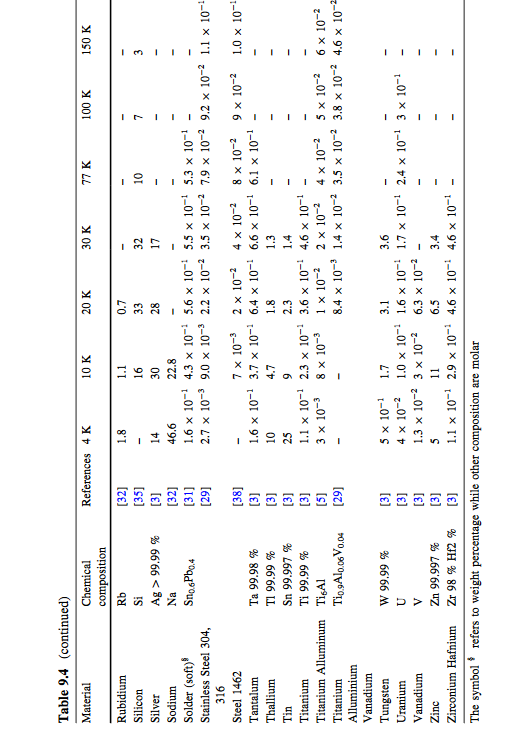 Table 9.4 (continued)
Material Chemical composition References 4 K 10 K 20 K 30 K 77 K 100 K 150 K
Rubidium Rb [32] 1.8 1.1 0.7 – – – –
Silicon Si [35] – 16 33 32 10 7 3
Silver Ag > 99.99 % [3] 14 30 28 17 – – –
Sodium Na [32] 46.6 22.8 – – – – –
Solder (soft)§ Sn₀.₆Pb₀.₄ [31] 1.6 × 10⁻¹ 4.3 × 10⁻¹ 5.6 × 10⁻¹ 5.5 × 10⁻¹ 5.3 × 10⁻¹ – –
Stainless Steel 304, [29] 2.7 × 10⁻³ 9.0 × 10⁻³ 2.2 × 10⁻² 3.5 × 10⁻² 7.9 × 10⁻² 9.2 × 10⁻² 1.1 × 10⁻¹
316
Steel 1462 [38] – 7 × 10⁻³ 2 × 10⁻² 4 × 10⁻² 8 × 10⁻² 9 × 10⁻² 1.0 × 10⁻¹
Tantalum Ta 99.98 % [3] 1.6 × 10⁻¹ 3.7 × 10⁻¹ 6.4 × 10⁻¹ 6.6 × 10⁻¹ 6.1 × 10⁻¹ – –
Thallium Tl 99.99 % [3] 10 4.7 1.8 1.3 – – –
Tin Sn 99.997 % [3] 25 9 2.3 1.4 – – –
Titanium Ti 99.99 % [3] 1.1 × 10⁻¹ 2.3 × 10⁻¹ 3.6 × 10⁻¹ 4.6 × 10⁻¹ – – –
Titanium Alluminum Ti₆Al [5] 3 × 10⁻³ 8 × 10⁻³ 1 × 10⁻² 2 × 10⁻² 4 × 10⁻² 5 × 10⁻² 6 × 10⁻²
Titanium Ti₀.₉Al₀.₀₆V₀.₀₄ [29] – – 8.4 × 10⁻³ 1.4 × 10⁻² 3.5 × 10⁻² 3.8 × 10⁻² 4.6 × 10⁻²
Alluminium
Vanadium
Tungsten W 99.99 % [3] 5 × 10⁻¹ 1.7 3.1 3.6 – – –
Uranium U [3] 4 × 10⁻² 1.0 × 10⁻¹ 1.6 × 10⁻¹ 1.7 × 10⁻¹ 2.4 × 10⁻¹ 3 × 10⁻¹ –
Vanadium V [3] 1.3 × 10⁻² 3 × 10⁻² 6.3 × 10⁻² – – – –
Zinc Zn 99.997 % [3] 5 11 6.5 3.4 – – –
Zirconium Hafnium Zr 98 % Hf2 % [3] 1.1 × 10⁻¹ 2.9 × 10⁻¹ 4.6 × 10⁻¹ 4.6 × 10⁻¹ – – –
The symbol § refers to weight percentage while other composition are molar